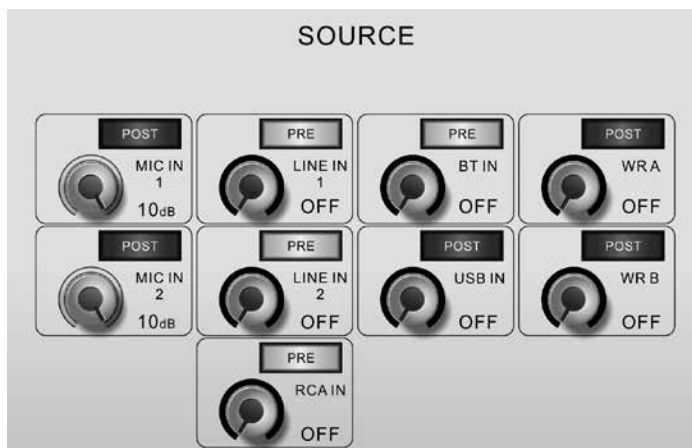 SOURCE
POST
MIC IN
1
10dB
PRE
LINE IN
1
OFF
PRE
BT IN
OFF
POST
WR A
OFF
POST
MIC IN
2
10dB
PRE
LINE IN
2
OFF
POST
USB IN
OFF
POST
WR B
OFF
PRE
RCA IN
OFF